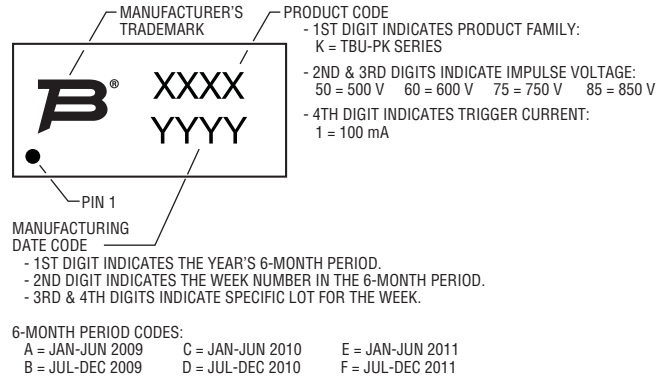 MANUFACTURER'S
TRADEMARK
PRODUCT CODE
- 1ST DIGIT INDICATES PRODUCT FAMILY:
K = TBU-PK SERIES
- 2ND & 3RD DIGITS INDICATE IMPULSE VOLTAGE:
50 = 500 V 60 = 600 V 75 = 750 V 85 = 850 V
- 4TH DIGIT INDICATES TRIGGER CURRENT:
1 = 100 mA
B®
XXXX
YYYY
PIN 1
MANUFACTURING
DATE CODE
- 1ST DIGIT INDICATES THE YEAR'S 6-MONTH PERIOD.
- 2ND DIGIT INDICATES THE WEEK NUMBER IN THE 6-MONTH PERIOD.
- 3RD & 4TH DIGITS INDICATE SPECIFIC LOT FOR THE WEEK.
6-MONTH PERIOD CODES:
A = JAN-JUN 2009 C = JAN-JUN 2010 E = JAN-JUN 2011
B = JUL-DEC 2009 D = JUL-DEC 2010 F = JUL-DEC 2011